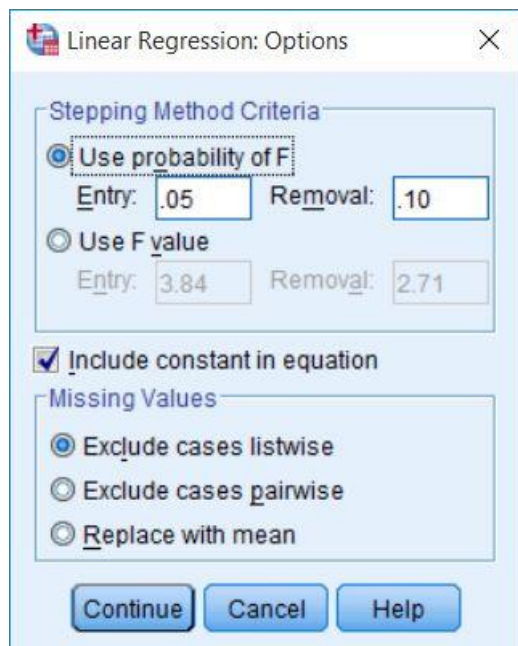 Linear Regression: Options
Stepping Method Criteria
Use probability of F
Entry: .05 Removal: .10
Use F value
Entry: 3.84 Removal: 2.71
Include constant in equation
Missing Values
Exclude cases listwise
Exclude cases pairwise
Replace with mean
Continue Cancel Help